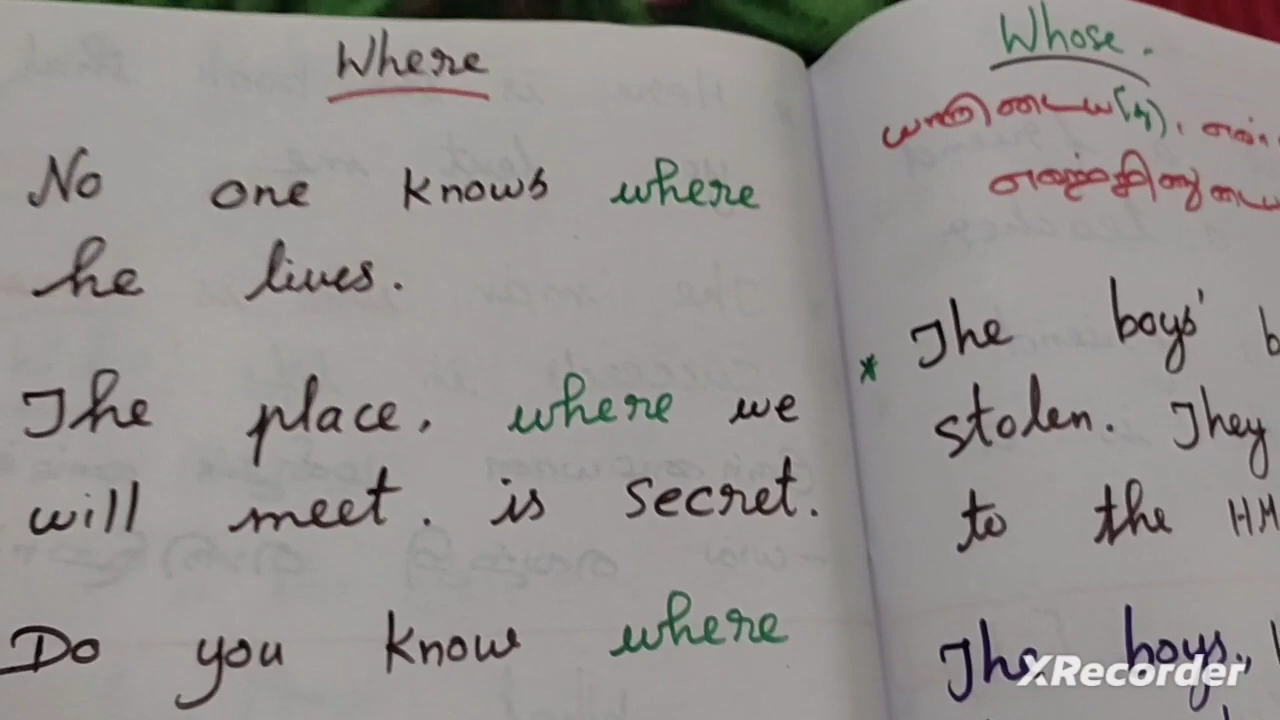 Where
No one knows where
he lives.
The place, where we
will meet, is secret.
Do you know where
Whose.
The boys'
* stolen. They
to the HM
The boys,
XRecorder